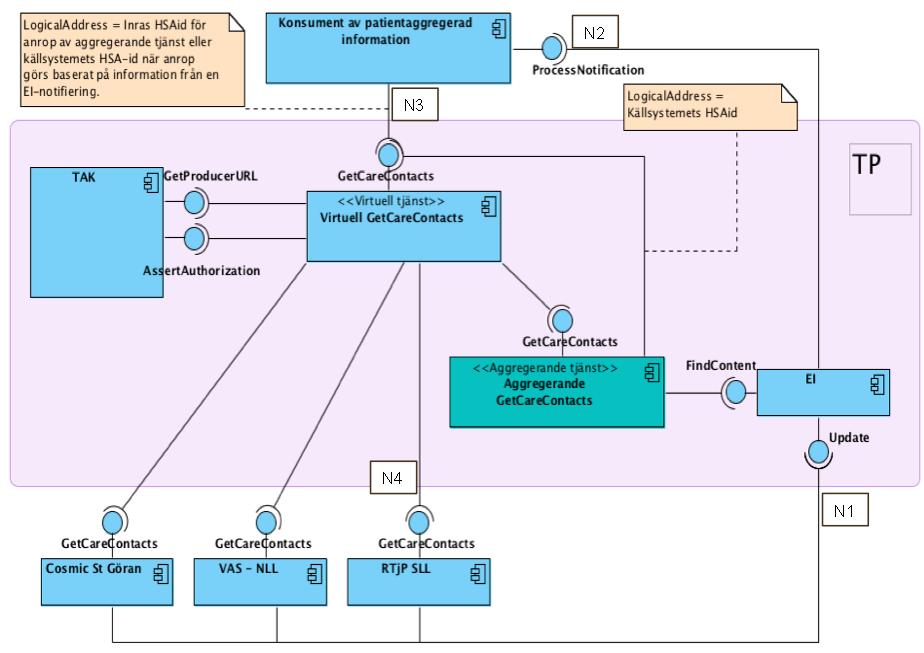 LogicalAddress = Inras HSAid för
anrop av aggregerande tjänst eller
källsystemets HSA-id när anrop
görs baserat på information från en
EI-notifiering.
Konsument av patientaggregerad
information
N2
ProcessNotification
N3
LogicalAddress =
Källsystemets HSAid
TP
TAK
GetProducerURL
GetCareContacts
<<Virtuell tjänst>>
Virtuell GetCareContacts
AssertAuthorization
GetCareContacts
<<Aggregerande tjänst>>
Aggregerande
GetCareContacts
FindContent
EI
Update
N4
N1
GetCareContacts
GetCareContacts
GetCareContacts
Cosmic St Göran
VAS - NLL
RTjP SLL